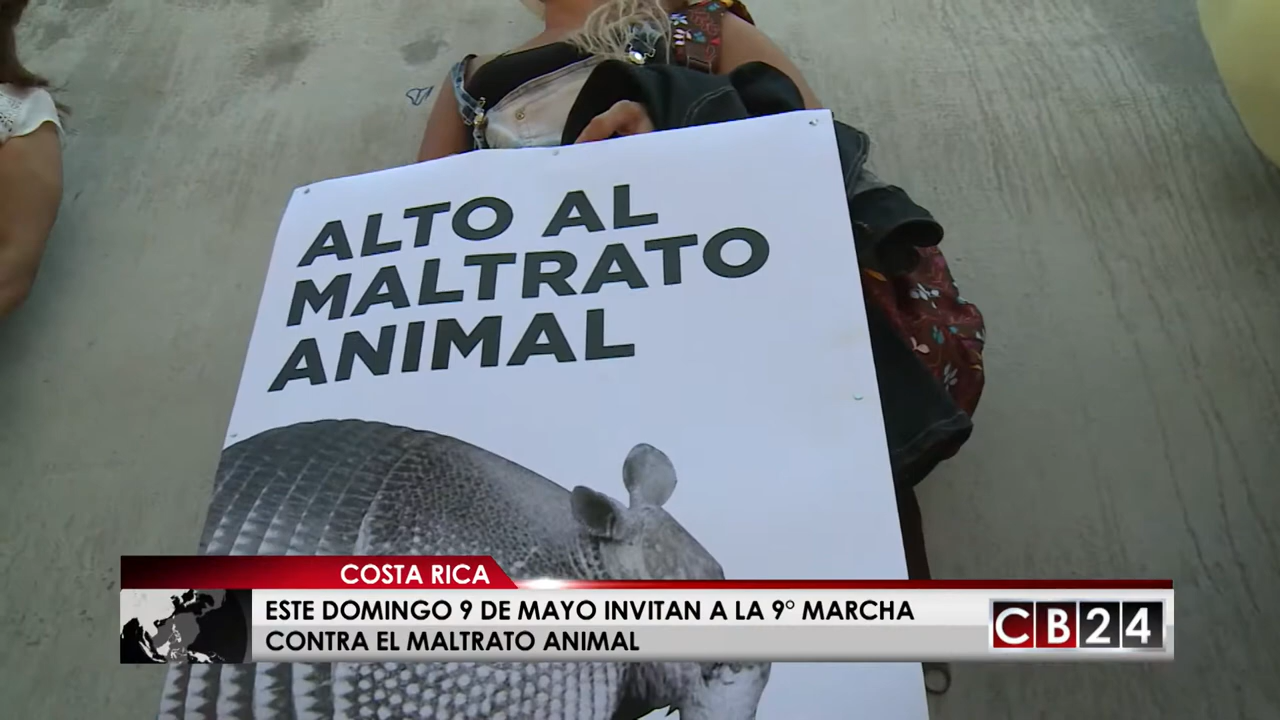 ALTO AL
MALTRATO
ANIMAL
COSTA RICA
ESTE DOMINGO 9 DE MAYO INVITAN A LA 9° MARCHA
CONTRA EL MALTRATO ANIMAL
CB24